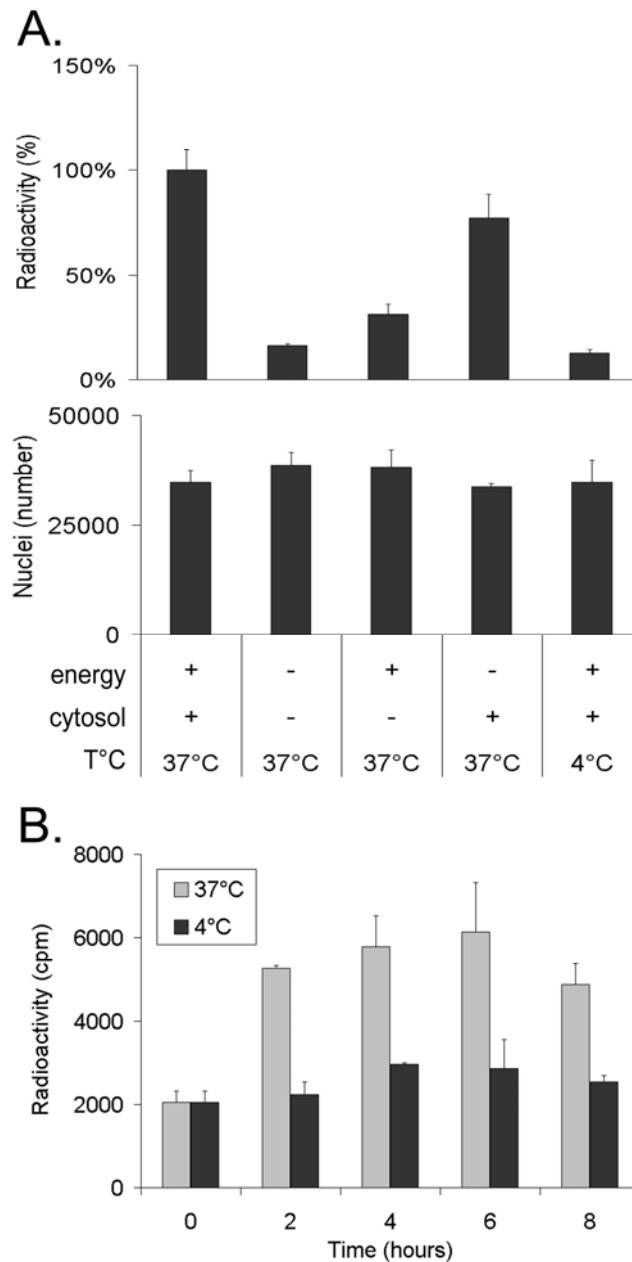 A.
150%
100%
50%
0%
Radioactivity (%)
50000
25000
0
Nuclei (number)
energy + - + - +
cytosol + - - + +
T°C 37°C 37°C 37°C 37°C 4°C
B.
8000
6000
4000
2000
0
Radioactivity (cpm)
37°C
4°C
0 2 4 6 8
Time (hours)